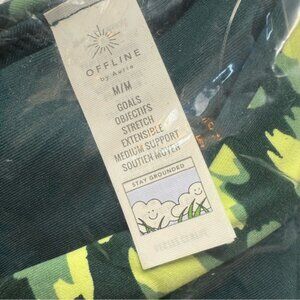 OFFLINE
by Aerie
M/M
GOALS
OBJECTIFS
STRETCH
EXTENSIBLE
MEDIUM SUPPORT
SOUTIEN MOYEN
STAY GROUNDED